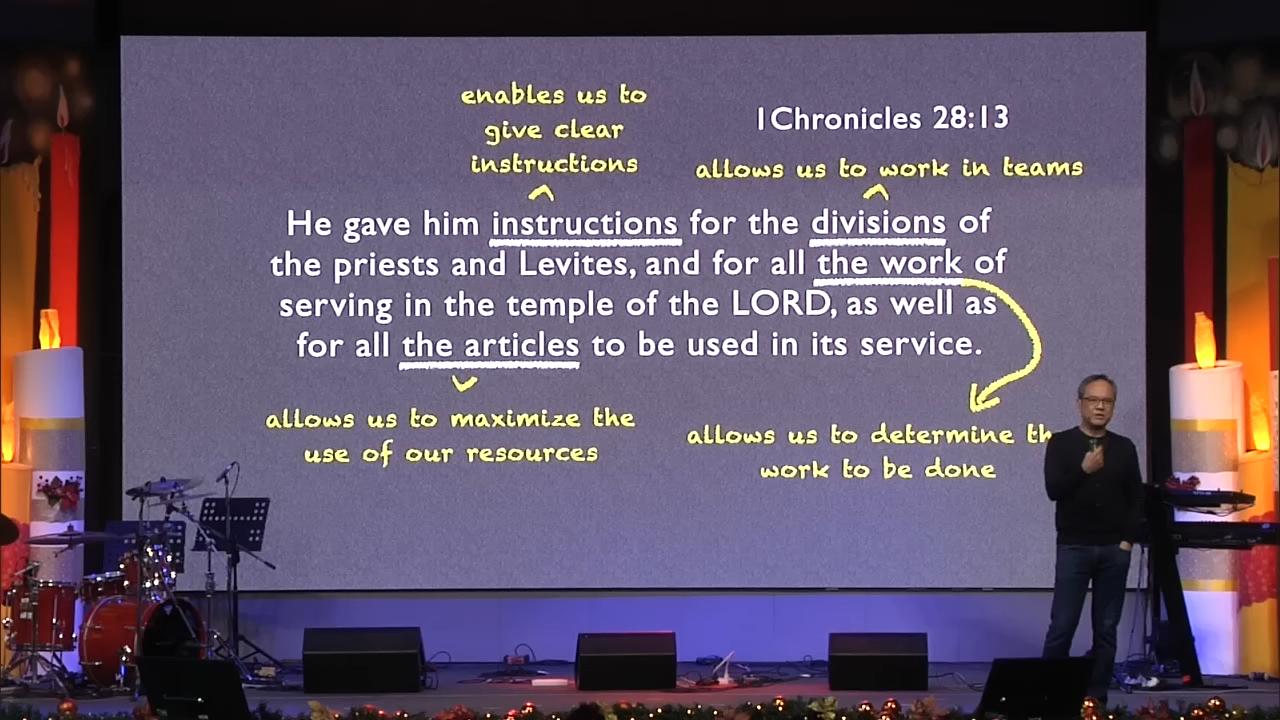 enables us to
give clear
instructions
1Chronicles 28:13
allows us to work in teams
He gave him instructions for the divisions of
the priests and Levites, and for all the work of
serving in the temple of the LORD, as well as
for all the articles to be used in its service.
allows us to maximize the
use of our resources
allows us to determine
work to be done